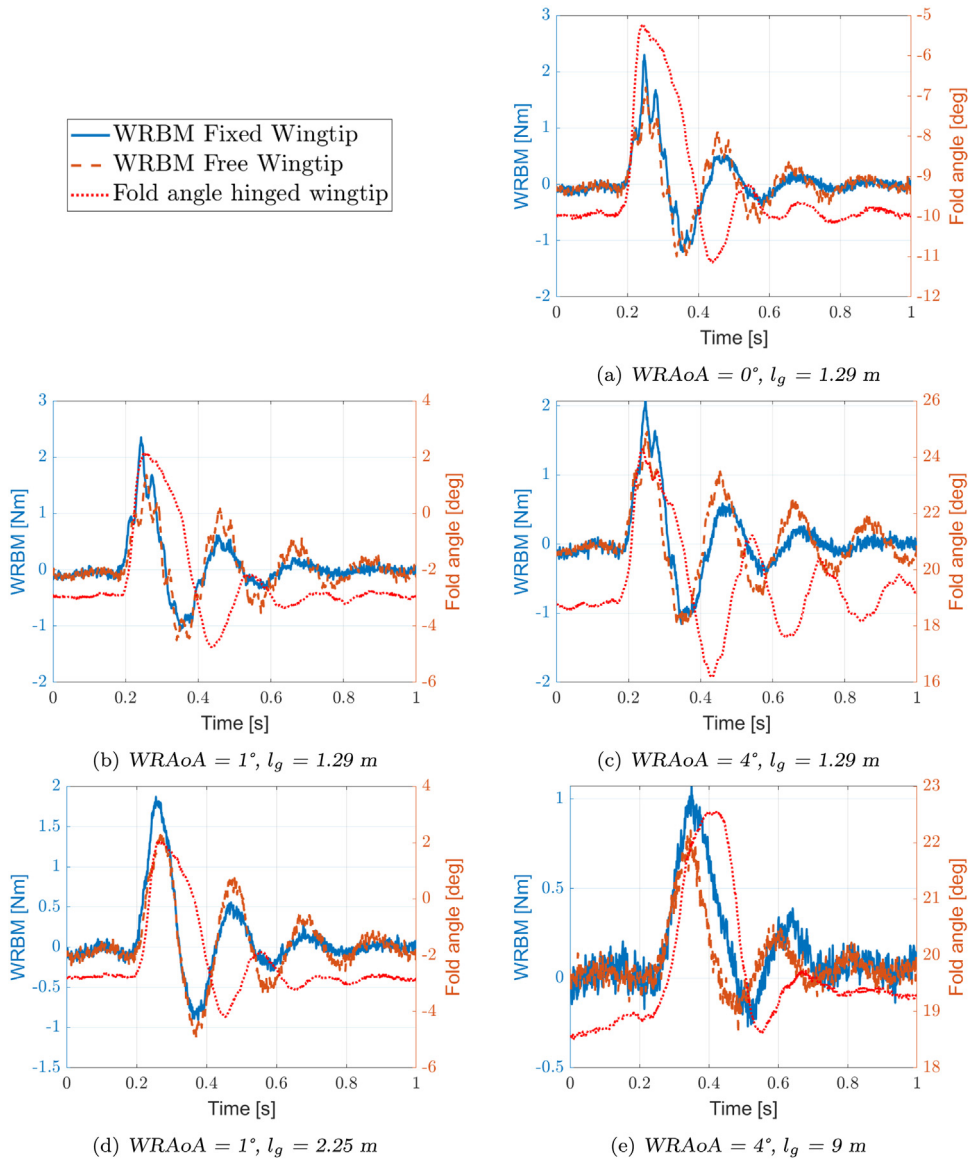 WRBM Fixed Wingtip
WRBM Free Wingtip
Fold angle hinged wingtip
3
2
1
0
-1
-2
WRBM [Nm]
-5
-6
-7
-8
-9
-10
-11
-12
Fold angle [deg]
0 0.2 0.4 0.6 0.8 1
Time [s]
(a) WRAoA = 0°, l_g = 1.29 m
3
2
1
0
-1
-2
WRBM [Nm]
4
2
0
-2
-4
-6
Fold angle [deg]
0 0.2 0.4 0.6 0.8 1
Time [s]
(b) WRAoA = 1°, l_g = 1.29 m
2
1
0
-1
-2
WRBM [Nm]
26
24
22
20
18
16
Fold angle [deg]
0 0.2 0.4 0.6 0.8 1
Time [s]
(c) WRAoA = 4°, l_g = 1.29 m
2
1.5
1
0.5
0
-0.5
-1
-1.5
WRBM [Nm]
4
2
0
-2
-4
-6
Fold angle [deg]
0 0.2 0.4 0.6 0.8 1
Time [s]
(d) WRAoA = 1°, l_g = 2.25 m
1
0.5
0
-0.5
WRBM [Nm]
23
22
21
20
19
18
Fold angle [deg]
0 0.2 0.4 0.6 0.8 1
Time [s]
(e) WRAoA = 4°, l_g = 9 m